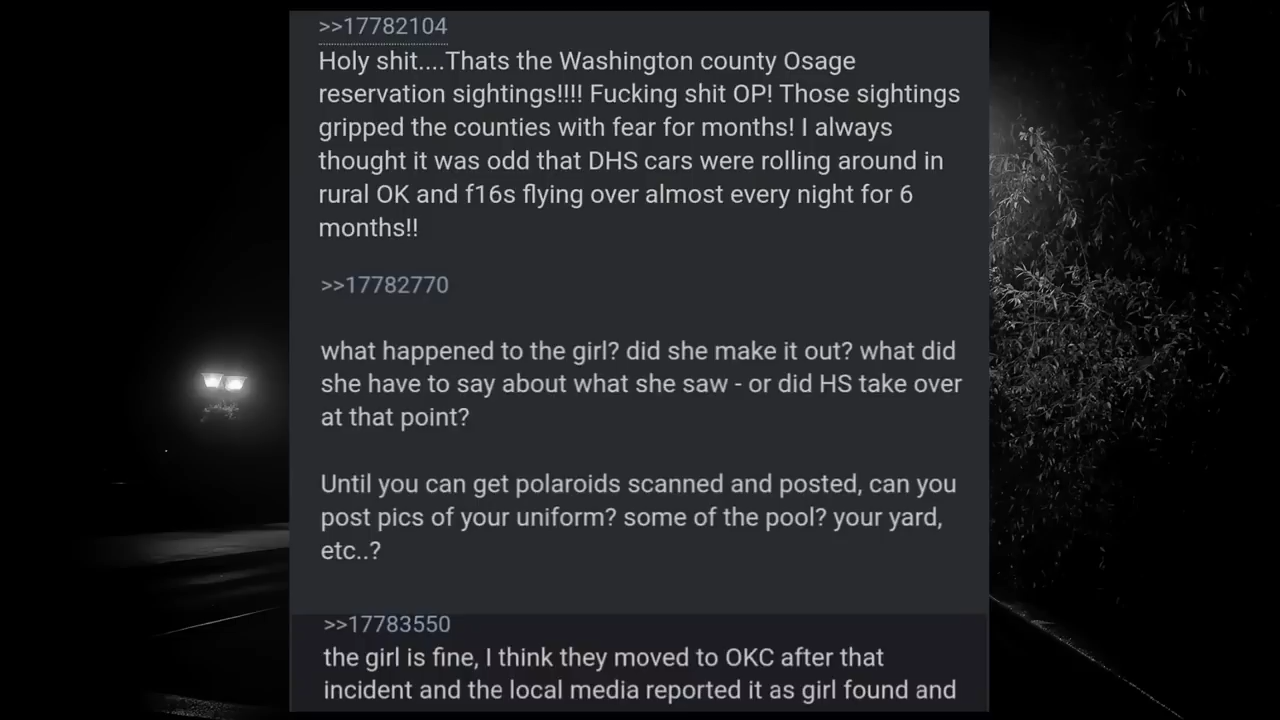 >>17782104
Holy shit....Thats the Washington county Osage
reservation sightings!!!! Fucking shit OP! Those sightings
gripped the counties with fear for months! I always
thought it was odd that DHS cars were rolling around in
rural OK and f16s flying over almost every night for 6
months!!
>>17782770
what happened to the girl? did she make it out? what did
she have to say about what she saw - or did HS take over
at that point?
Until you can get polaroids scanned and posted, can you
post pics of your uniform? some of the pool? your yard,
etc..?
>>17783550
the girl is fine, I think they moved to OKC after that
incident and the local media reported it as girl found and